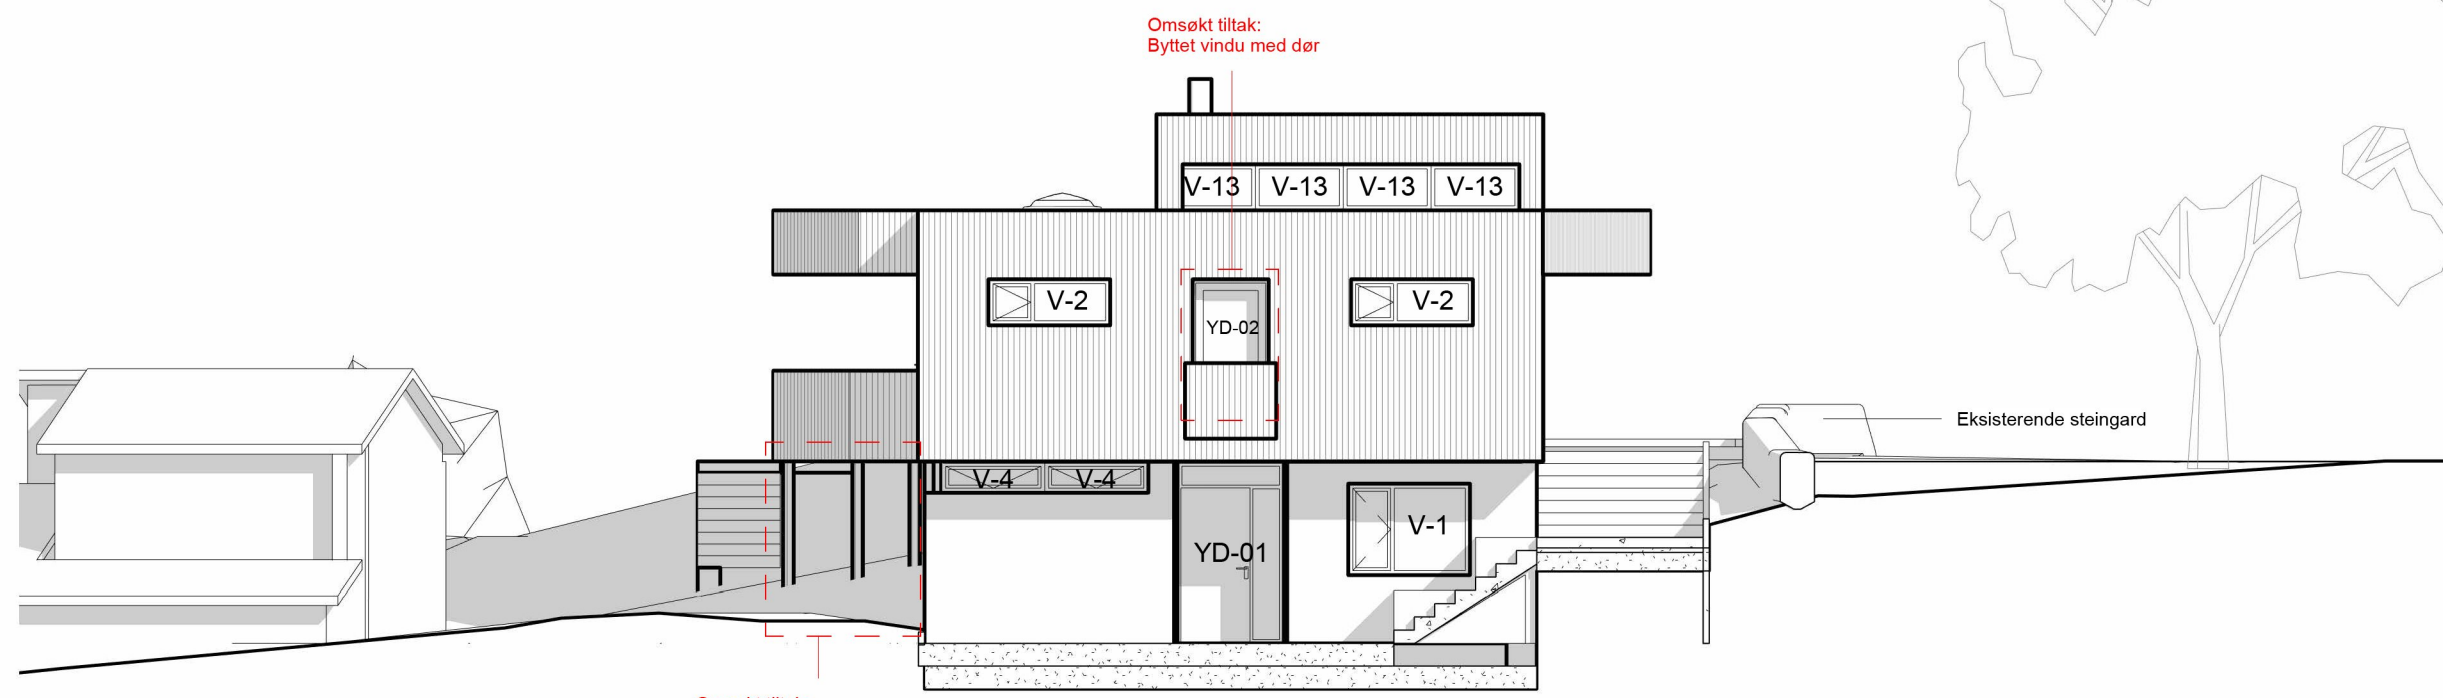 Omsøkt tiltak:
Byttet vindu med dør
V-13 V-13 V-13 V-13
V-2 YD-02 V-2
Eksisterende steingard
V-4 V-4
YD-01 V-1